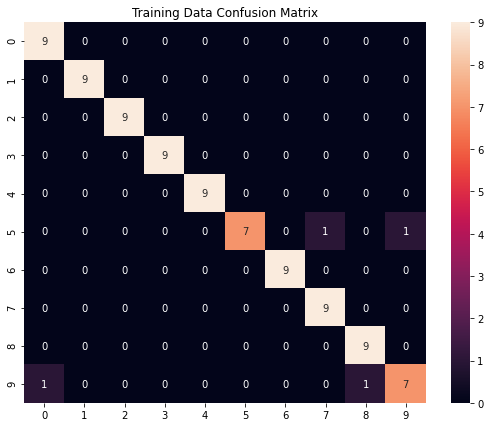 Training Data Confusion Matrix
0 9 0 0 0 0 0 0 0 0 0
1 0 9 0 0 0 0 0 0 0 0
2 0 0 9 0 0 0 0 0 0 0
3 0 0 0 9 0 0 0 0 0 0
4 0 0 0 0 9 0 0 0 0 0
5 0 0 0 0 0 7 0 1 0 1
6 0 0 0 0 0 0 9 0 0 0
7 0 0 0 0 0 0 0 9 0 0
8 0 0 0 0 0 0 0 0 9 0
9 1 0 0 0 0 0 0 0 1 7
0 1 2 3 4 5 6 7 8 9
9
8
7
6
5
4
3
2
1
0